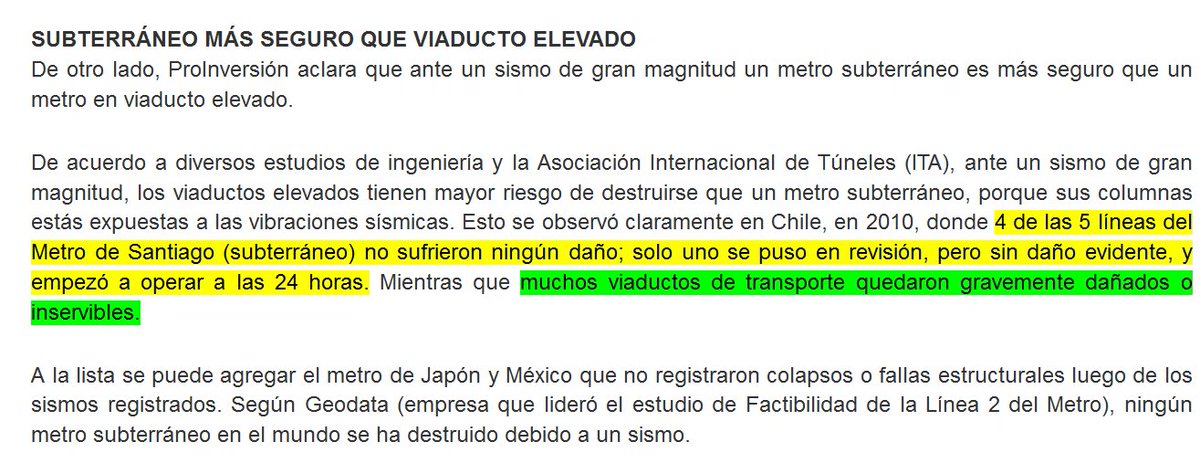 SUBTERRÁNEO MÁS SEGURO QUE VIADUCTO ELEVADO
De otro lado, ProInversión aclara que ante un sismo de gran magnitud un metro subterráneo es más seguro que un
metro en viaducto elevado.
De acuerdo a diversos estudios de ingeniería y la Asociación Internacional de Túneles (ITA), ante un sismo de gran
magnitud, los viaductos elevados tienen mayor riesgo de destruirse que un metro subterráneo, porque sus columnas
estás expuestas a las vibraciones sísmicas. Esto se observó claramente en Chile, en 2010, donde 4 de las 5 líneas del
Metro de Santiago (subterráneo) no sufrieron ningún daño; solo uno se puso en revisión, pero sin daño evidente, y
empezó a operar a las 24 horas. Mientras que muchos viaductos de transporte quedaron gravemente dañados o
inservibles.
A la lista se puede agregar el metro de Japón y México que no registraron colapsos o fallas estructurales luego de los
sismos registrados. Según Geodata (empresa que lideró el estudio de Factibilidad de la Línea 2 del Metro), ningún
metro subterráneo en el mundo se ha destruido debido a un sismo.